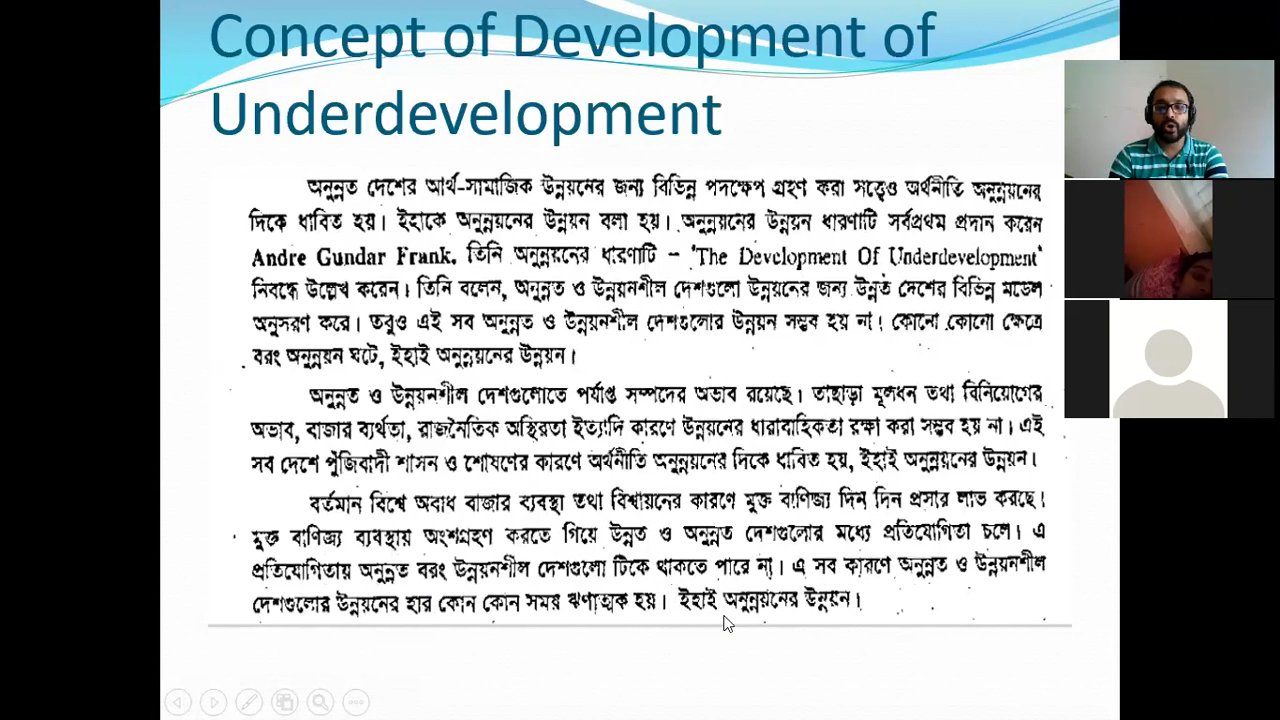 Concept of Development of
Underdevelopment
অনুন্নত দেশের আর্থ-সামাজিক উন্নয়নের জন্য বিভিন্ন পদক্ষেপ গ্রহণ করা সত্ত্বেও অর্থনীতি অনুন্নয়নের
দিকে ধাবিত হয়। ইহাকে অনুন্নয়নের উন্নয়ন বলা হয়। অনুন্নয়নের উন্নয়ন ধারণাটি সর্বপ্রথম প্রদান করেন
Andre Gundar Frank. তিনি অনুন্নয়নের ধারণাটি – 'The Development Of Underdevelopment'
নিবন্ধে উল্লেখ করেন। তিনি বলেন, অনুন্নত ও উন্নয়নশীল দেশগুলো উন্নয়নের জন্য উন্নত দেশের বিভিন্ন মডেল
অনুসরণ করে। তবুও এই সব অনুন্নত ও উন্নয়নশীল দেশগুলোর উন্নয়ন সম্ভব হয় না। কোনো কোনো ক্ষেত্রে
বরং অনুন্নয়ন ঘটে, ইহাই অনুন্নয়নের উন্নয়ন।
অনুন্নত ও উন্নয়নশীল দেশগুলোতে পর্যাপ্ত সম্পদের অভাব রয়েছে। তাছাড়া মূলধন তথা বিনিয়োগের
অভাব, বাজার ব্যর্থতা, রাজনৈতিক অস্থিরতা ইত্যাদি কারণে উন্নয়নের ধারাবাহিকতা রক্ষা করা সম্ভব হয় না। এই
সব দেশে পুঁজিবাদী শাসন ও শোষণের কারণে অর্থনীতি অনুন্নয়নের দিকে ধাবিত হয়, ইহাই অনুন্নয়নের উন্নয়ন।
বর্তমান বিশ্বে অবাধ বাজার ব্যবস্থা তথা বিশ্বায়নের কারণে মুক্ত বাণিজ্য দিন দিন প্রসার লাভ করছে।
মুক্ত বাণিজ্য ব্যবস্থায় অংশগ্রহণ করতে গিয়ে উন্নত ও অনুন্নত দেশগুলোর মধ্যে প্রতিযোগিতা চলে। এ
প্রতিযোগিতায় অনুন্নত বরং উন্নয়নশীল দেশগুলো টিকে থাকতে পারে না। এ সব কারণে অনুন্নত ও উন্নয়নশীল
দেশগুলোর উন্নয়নের হার কোন কোন সময় ঋণাত্মক হয়। ইহাই অনুন্নয়নের উন্নয়ন।